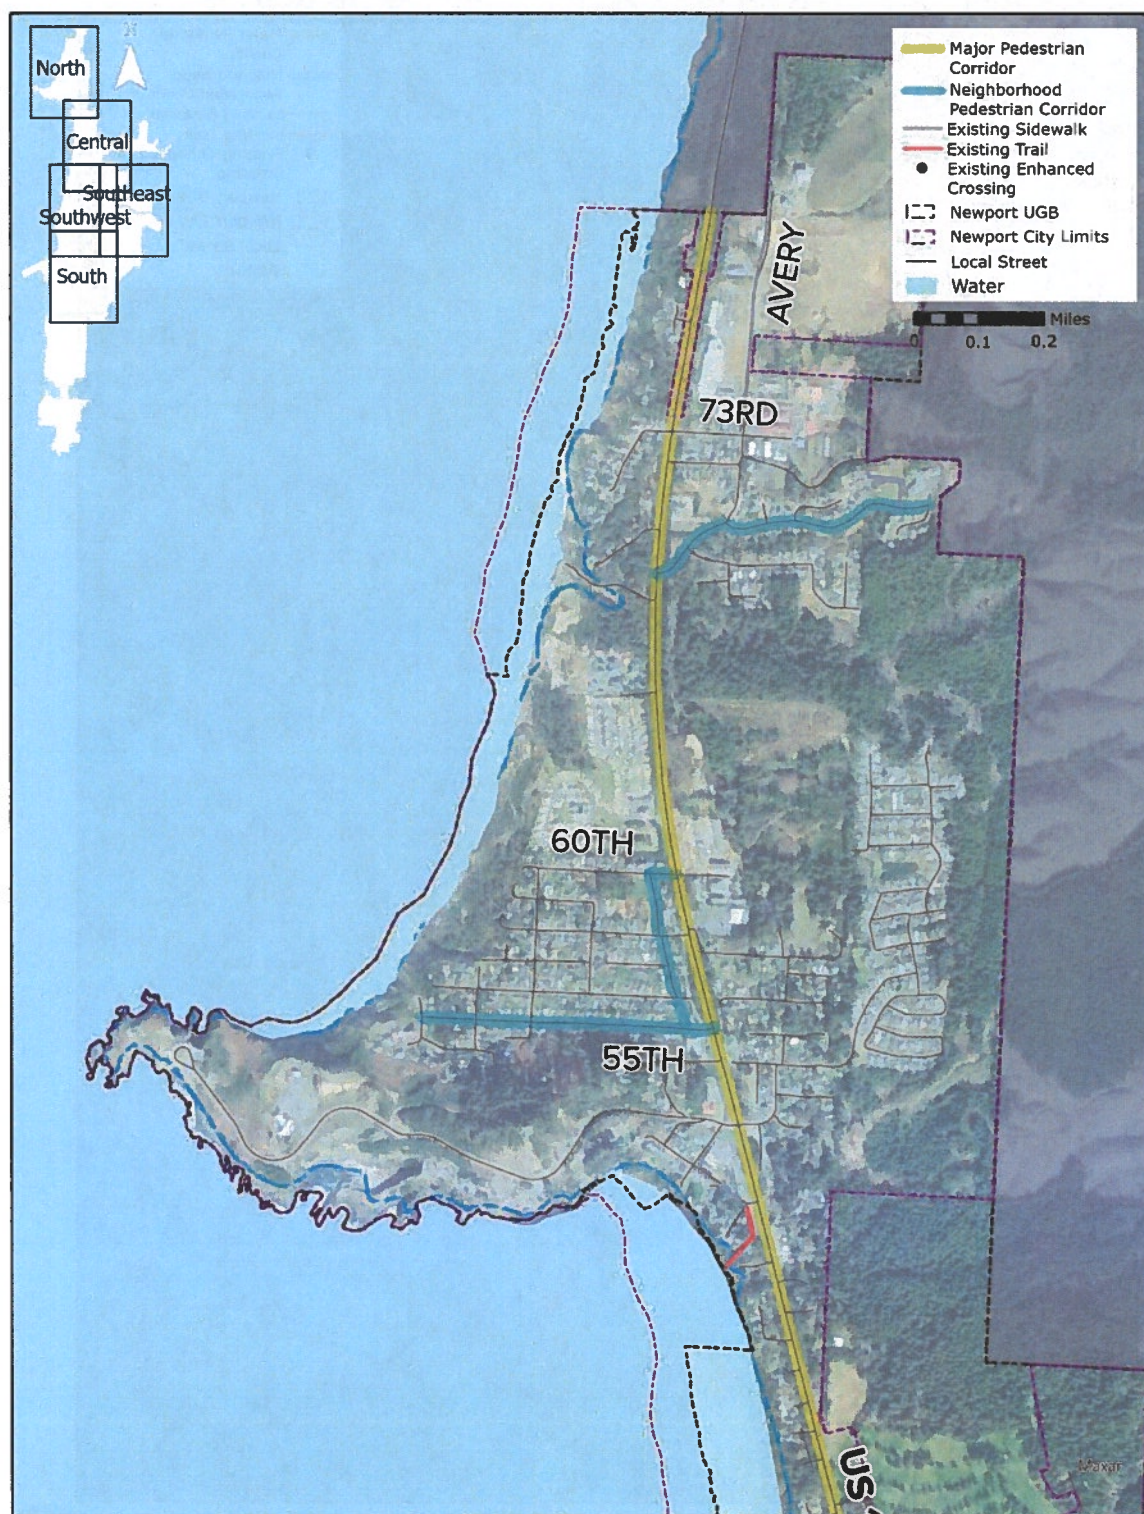 North
Central
Southeast
Southwest
South
N
Major Pedestrian
Corridor
Neighborhood
Pedestrian Corridor
Existing Sidewalk
Existing Trail
Existing Enhanced
Crossing
Newport UGB
Newport City Limits
Local Street
Water
Miles
0 0.1 0.2
AVERY
73RD
60TH
55TH
US
Maxar